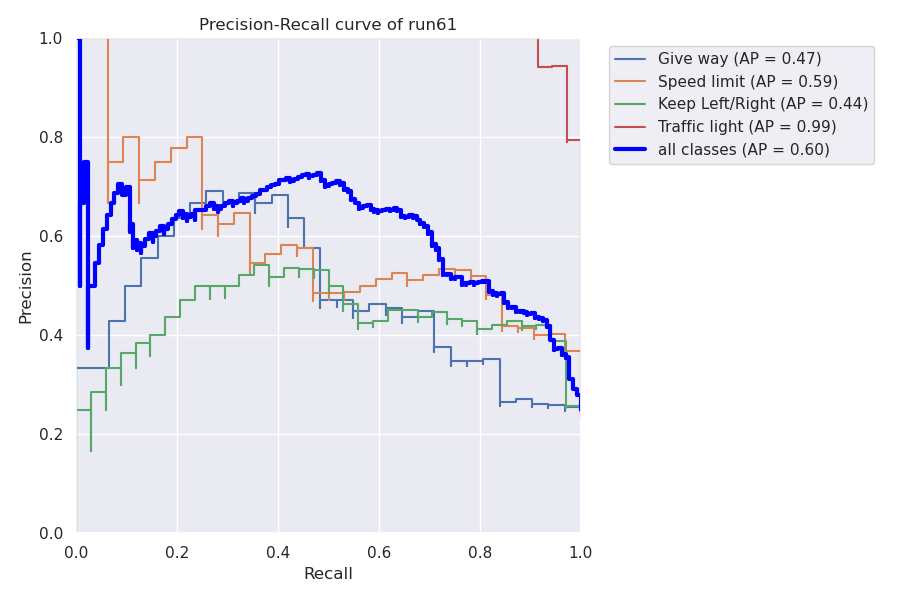 Precision-Recall curve of run61
1.0
0.8
0.6
0.4
0.2
0.0
Precision
0.0 0.2 0.4 0.6 0.8 1.0
Recall
Give way (AP = 0.47)
Speed limit (AP = 0.59)
Keep Left/Right (AP = 0.44)
Traffic light (AP = 0.99)
all classes (AP = 0.60)